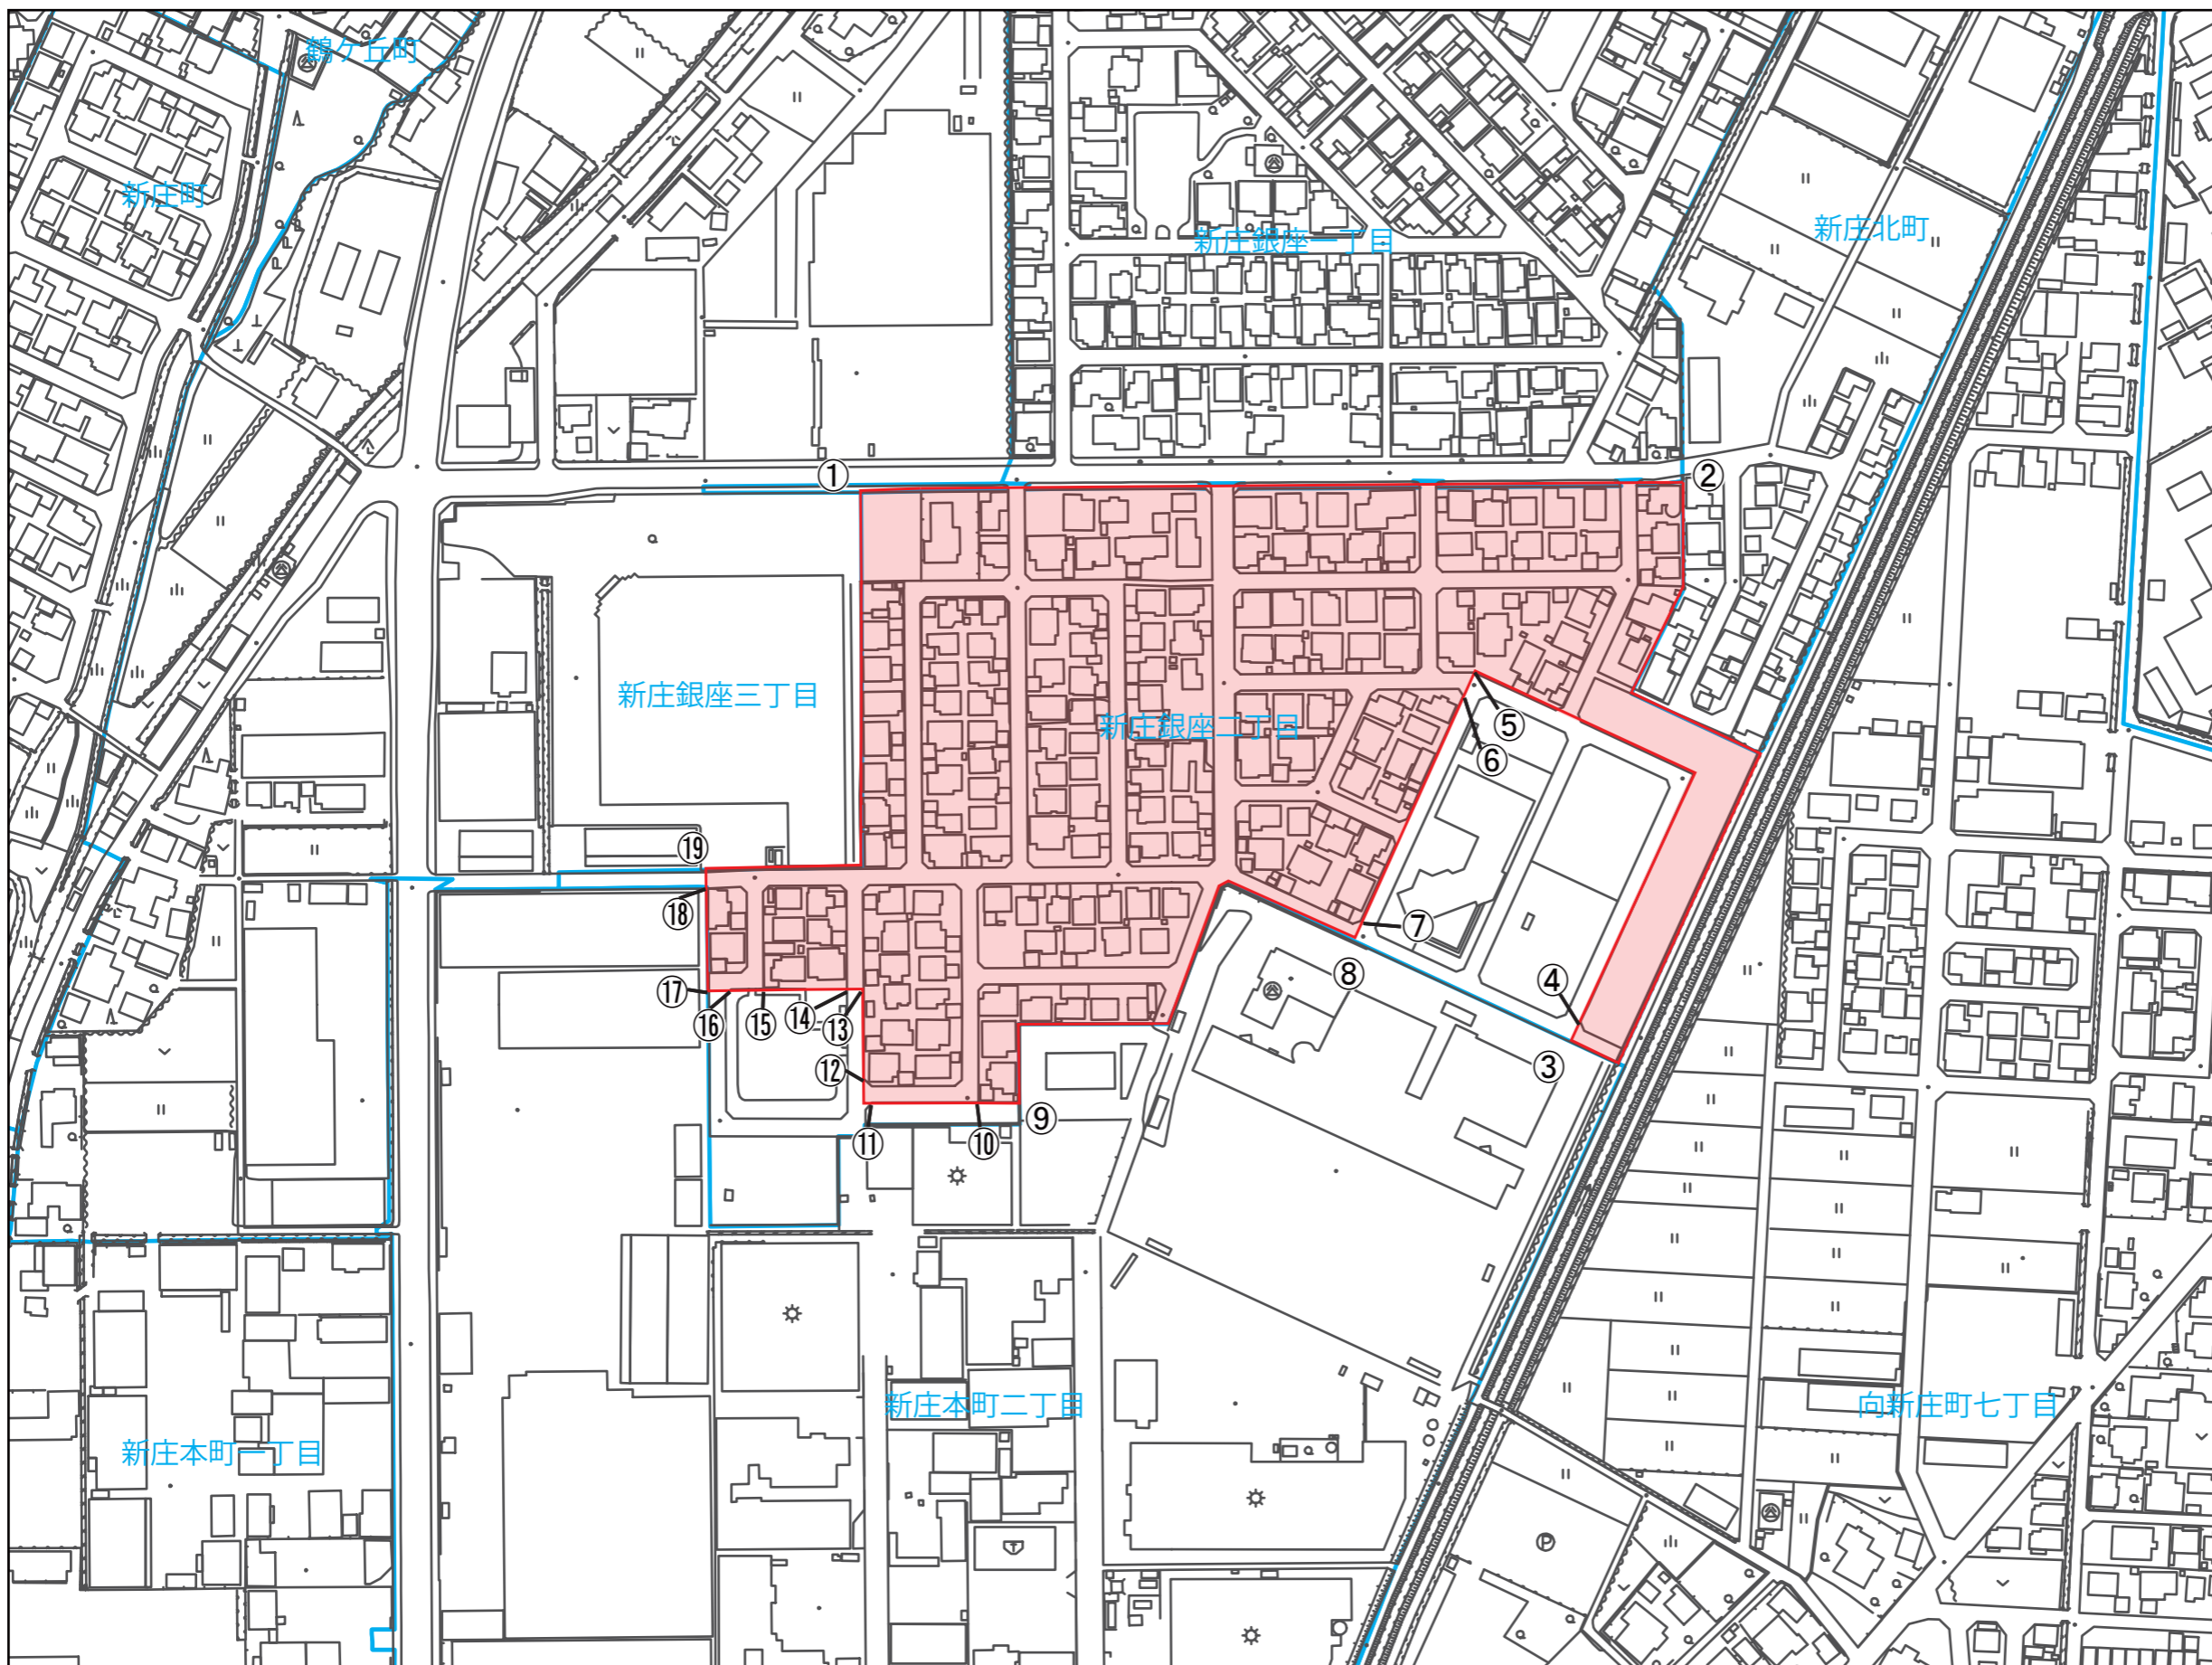 鶴ケ丘町
新庄町
新庄銀座一丁目
新庄北町
①
②
新庄銀座三丁目
新庄銀座二丁目
⑤
⑥
⑲
⑱
⑦
⑧
④
⑰
⑯
⑮
⑭
⑬
⑫
③
⑪
⑩
⑨
新庄本町二丁目
向新庄町七丁目
新庄本町一丁目
P